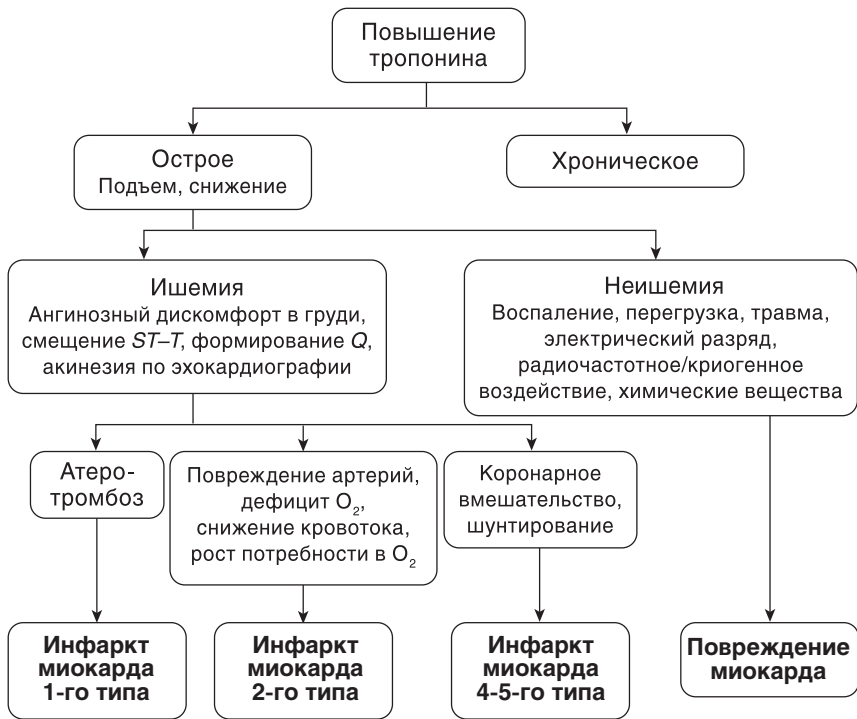 Повышение
тропонина
Острое
Подъем, снижение
Хроническое
Ишемия
Ангинозный дискомфорт в груди,
смещение ST–T, формирование Q,
акинезия по эхокардиографии
Неишемия
Воспаление, перегрузка, травма,
электрический разряд,
радиочастотное/криогенное
воздействие, химические вещества
Атеро-
тромбоз
Повреждение артерий,
дефицит O₂,
снижение кровотока,
рост потребности в O₂
Коронарное
вмешательство,
шунтирование
Инфаркт
миокарда
1-го типа
Инфаркт
миокарда
2-го типа
Инфаркт
миокарда
4-5-го типа
Повреждение
миокарда